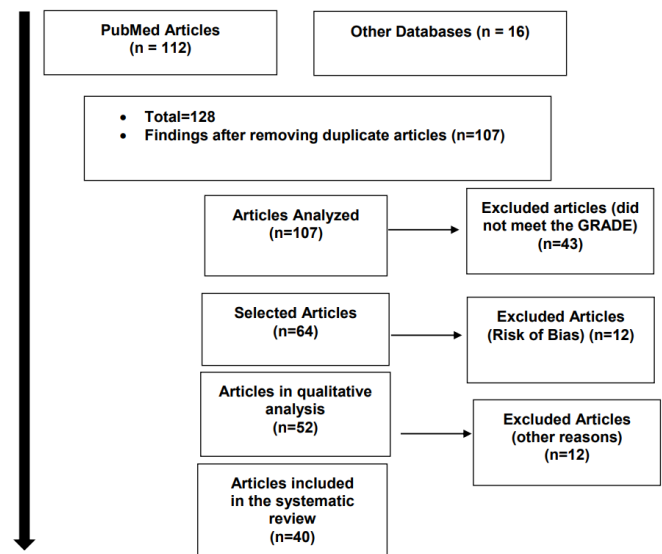 PubMed Articles
(n = 112)
Other Databases (n = 16)
• Total=128
• Findings after removing duplicate articles (n=107)
Articles Analyzed
(n=107)
Excluded articles (did
not meet the GRADE)
(n=43)
Selected Articles
(n=64)
Excluded Articles
(Risk of Bias) (n=12)
Articles in qualitative
analysis
(n=52)
Excluded Articles
(other reasons)
(n=12)
Articles included
in the systematic
review
(n=40)